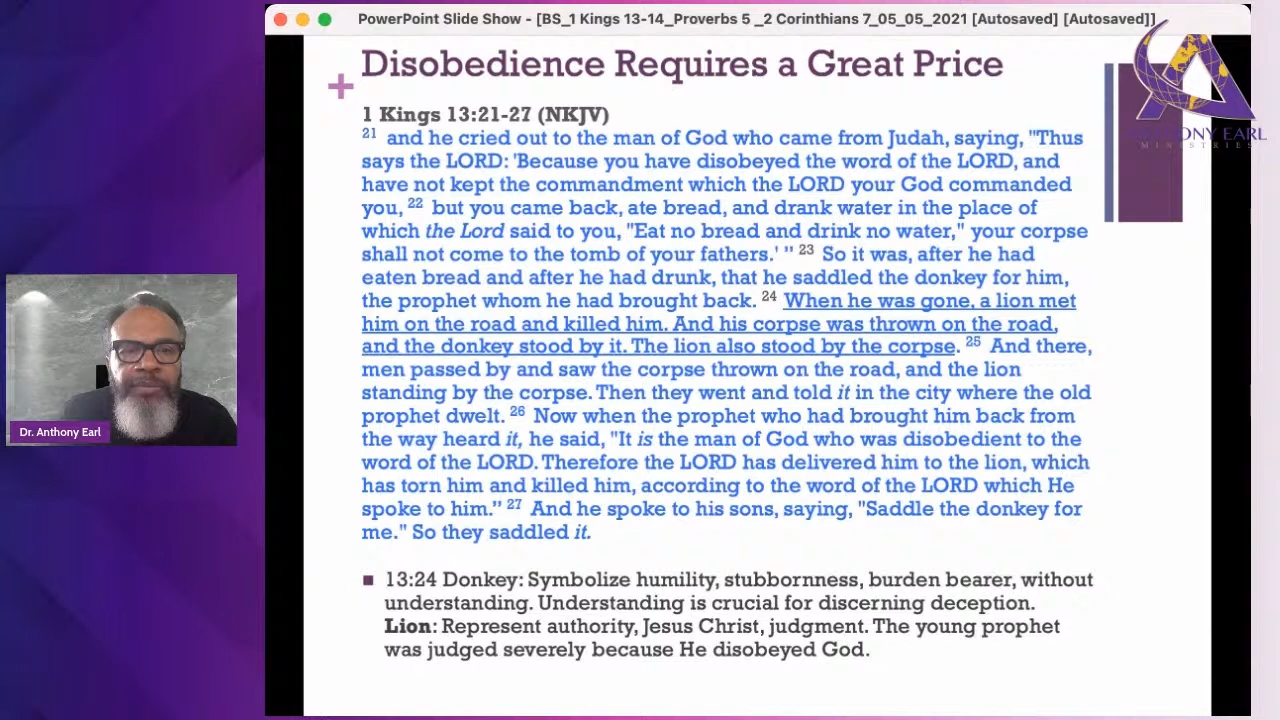 PowerPoint Slide Show - [BS_1 Kings 13-14_Proverbs 5 _2 Corinthians 7_05_05_2021 [Autosaved] [Autosaved]]
Disobedience Requires a Great Price
+
1 Kings 13:21-27 (NKJV)
21 and he cried out to the man of God who came from Judah, saying, "Thus
says the LORD: 'Because you have disobeyed the word of the LORD, and
have not kept the commandment which the LORD your God commanded
you, 22 but you came back, ate bread, and drank water in the place of
which the Lord said to you, "Eat no bread and drink no water," your corpse
shall not come to the tomb of your fathers.' " 23 So it was, after he had
eaten bread and after he had drunk, that he saddled the donkey for him,
the prophet whom he had brought back. 24 When he was gone, a lion met
him on the road and killed him. And his corpse was thrown on the road,
and the donkey stood by it. The lion also stood by the corpse. 25 And there,
men passed by and saw the corpse thrown on the road, and the lion
standing by the corpse. Then they went and told it in the city where the old
prophet dwelt. 26 Now when the prophet who had brought him back from
the way heard it, he said, "It is the man of God who was disobedient to the
word of the LORD. Therefore the LORD has delivered him to the lion, which
has torn him and killed him, according to the word of the LORD which He
spoke to him.” 27 And he spoke to his sons, saying, "Saddle the donkey for
me." So they saddled it.
■ 13:24 Donkey: Symbolize humility, stubbornness, burden bearer, without
understanding. Understanding is crucial for discerning deception.
Lion: Represent authority, Jesus Christ, judgment. The young prophet
was judged severely because He disobeyed God.
ANTHONY EARL
MINISTRIES
Dr. Anthony Earl